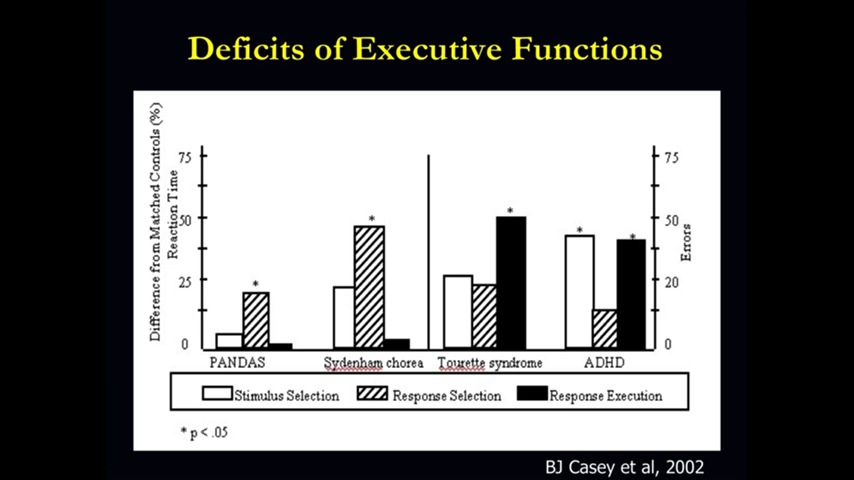 Deficits of Executive Functions
Difference from Matched Controls (%)
Reaction Time
75
50
25
0
75
50
20
0
Errors
*
*
*
*
*
PANDAS
Sydenham chorea
Tourette syndrome
ADHD
Stimulus Selection
Response Selection
Response Execution
* p < .05
BJ Casey et al, 2002